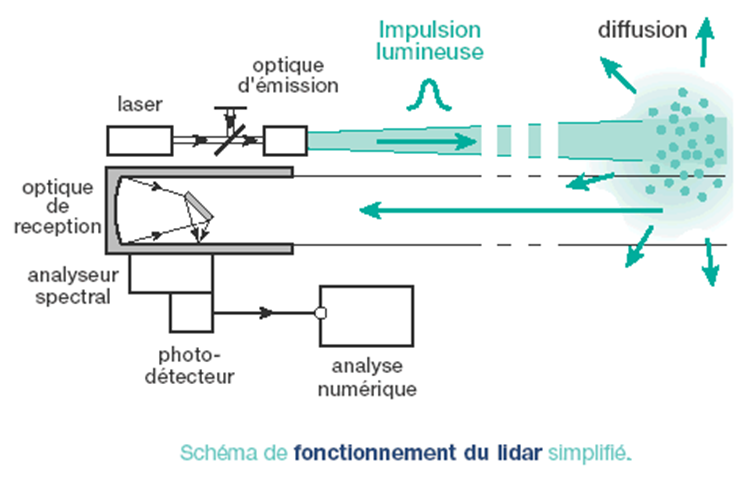 Impulsion
lumineuse
diffusion
optique
d'émission
laser
optique
de
reception
analyseur
spectral
photo-
détecteur
analyse
numérique
Schéma de fonctionnement du lidar simplifié.